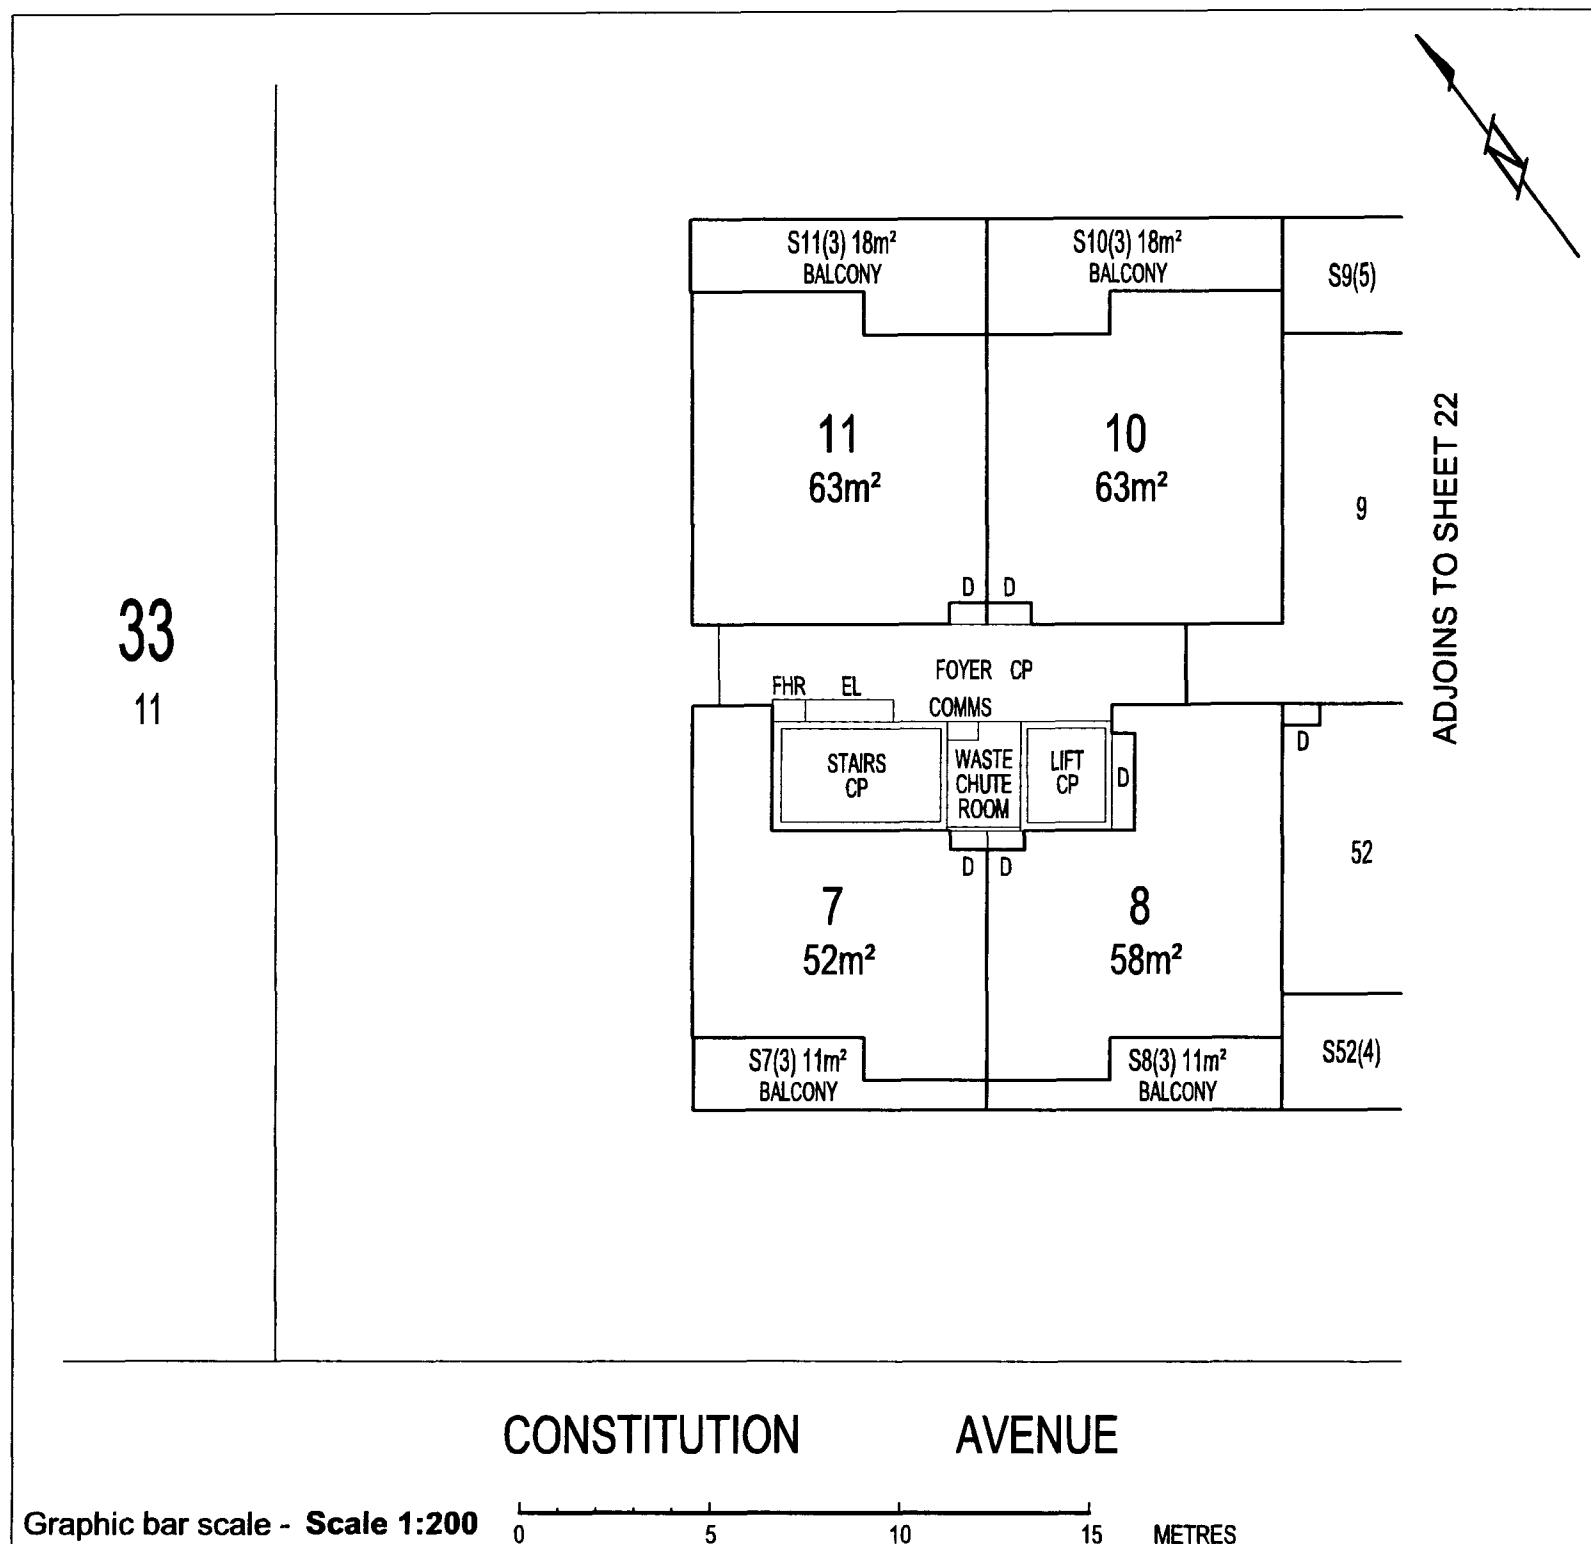 N
S11(3) 18m²
BALCONY
S10(3) 18m²
BALCONY
S9(5)
11
63m²
10
63m²
9
ADJOINS TO SHEET 22
D
D
33
11
FOYER CP
FHR
EL
COMMS
STAIRS
CP
WASTE
CHUTE
ROOM
LIFT
CP
D
D
D
D
7
52m²
8
58m²
52
S7(3) 11m²
BALCONY
S8(3) 11m²
BALCONY
S52(4)
CONSTITUTION AVENUE
Graphic bar scale - Scale 1:200
0 5 10 15 METRES